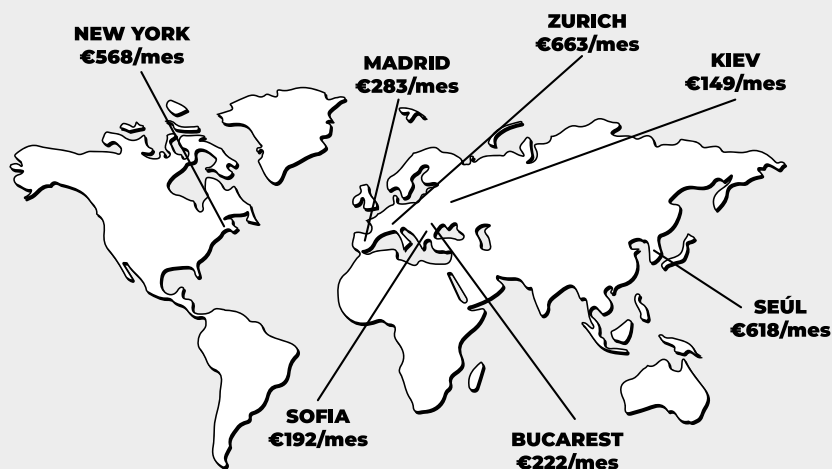 ZURICH
€663/mes
NEW YORK
€568/mes
MADRID
€283/mes
KIEV
€149/mes
SEÚL
€618/mes
SOFIA
€192/mes
BUCAREST
€222/mes